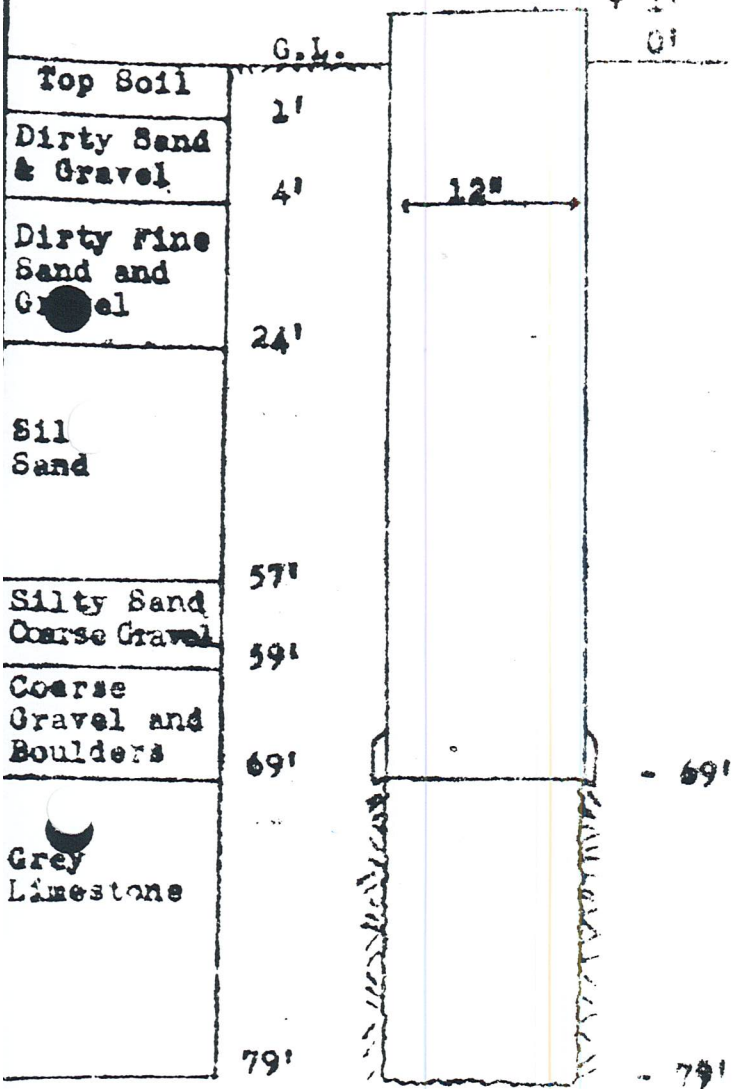 G.L.
0'
Top Soil
1'
Dirty Sand
& Gravel
4'
12"
Dirty Fine
Sand and
24'
Sil
Sand
57'
Silty Sand
Coarse Gravel
59'
Coarse
Gravel and
Boulders
69'
- 69'
Grey
Limestone
79'
- 79'